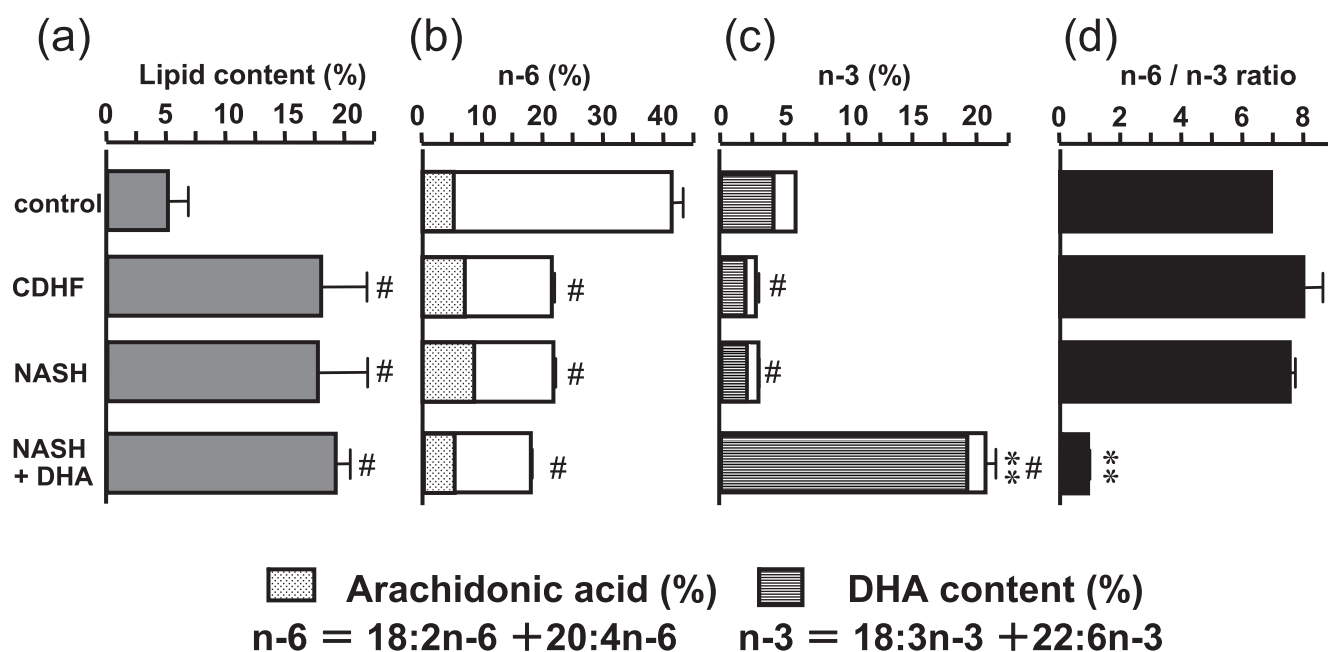 (a) (b) (c) (d)
Lipid content (%) n-6 (%) n-3 (%) n-6 / n-3 ratio
0 5 10 15 20 0 10 20 30 40 0 5 10 15 20 0 2 4 6 8
control
CDHF # # #
NASH # # #
NASH
+ DHA # # ** # **
Arachidonic acid (%) DHA content (%)
n-6 = 18:2n-6 +20:4n-6 n-3 = 18:3n-3 +22:6n-3